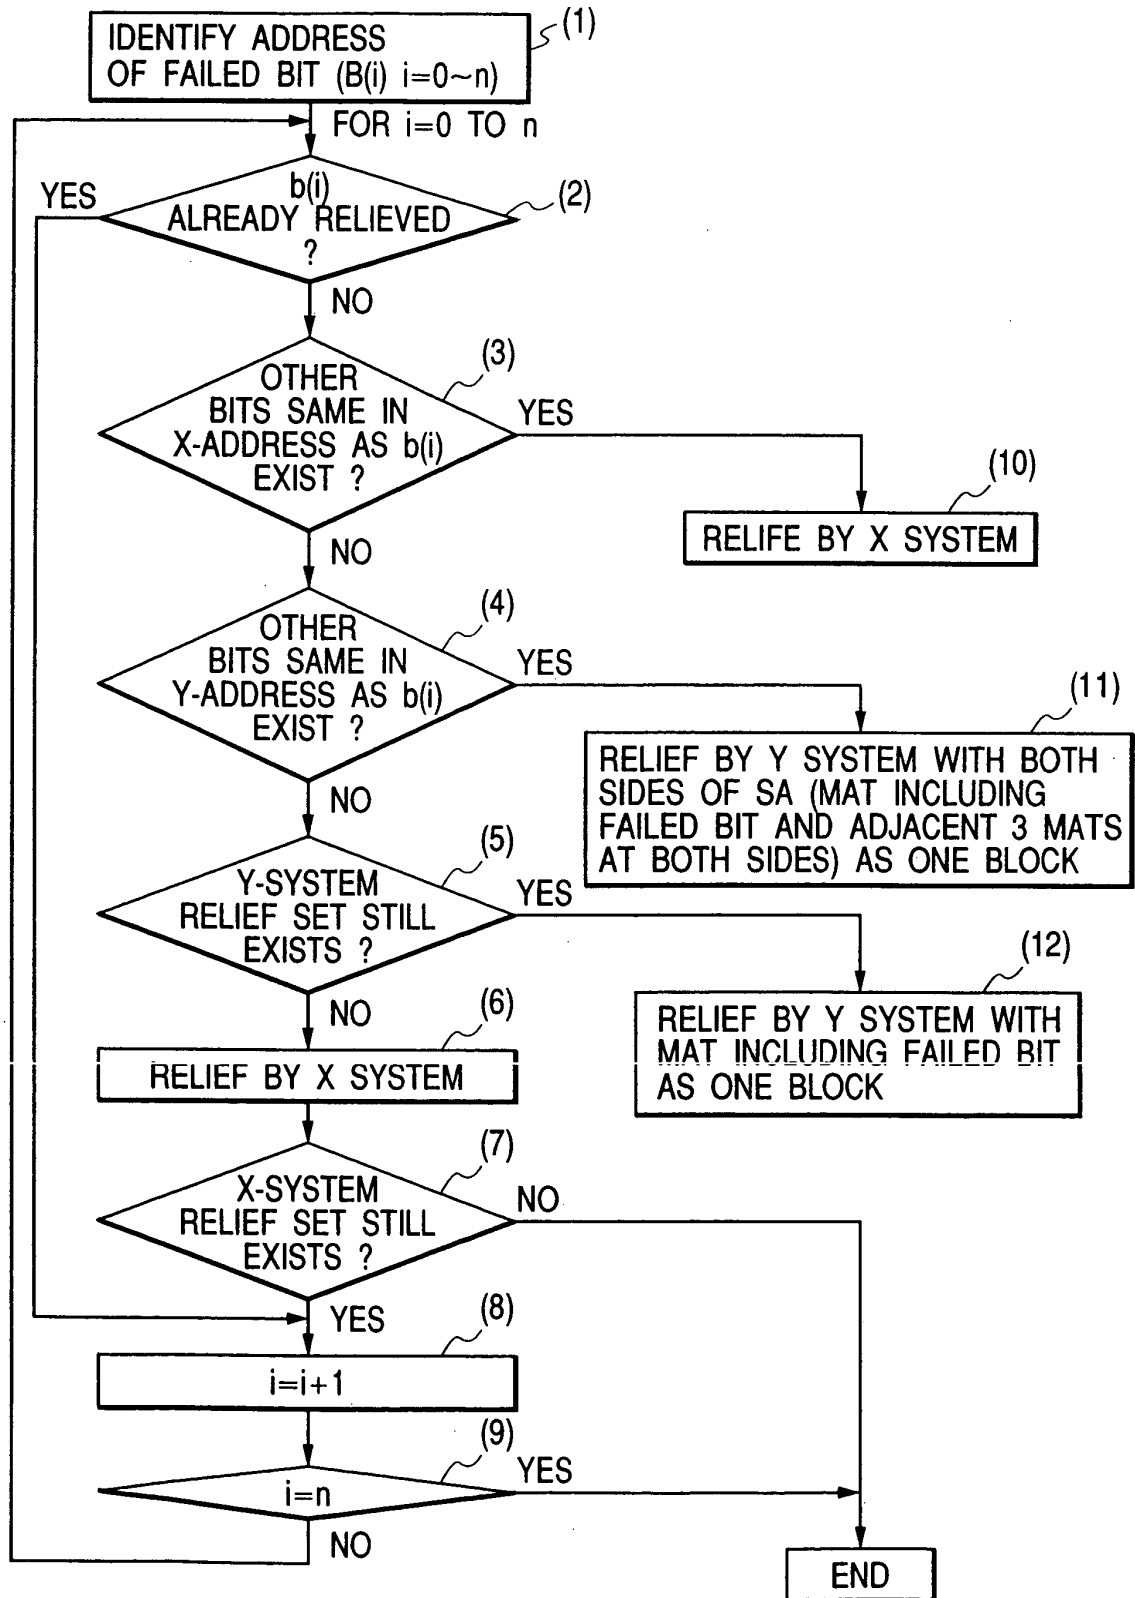 (1)
IDENTIFY ADDRESS
OF FAILED BIT (B(i) i=0~n)
FOR i=0 TO n
YES
b(i)
ALREADY RELIEVED
?
(2)
NO
(3)
OTHER
BITS SAME IN
X-ADDRESS AS b(i)
EXIST ?
YES
(10)
RELIFE BY X SYSTEM
NO
(4)
OTHER
BITS SAME IN
Y-ADDRESS AS b(i)
EXIST ?
YES
(11)
RELIEF BY Y SYSTEM WITH BOTH
SIDES OF SA (MAT INCLUDING
FAILED BIT AND ADJACENT 3 MATS
AT BOTH SIDES) AS ONE BLOCK
NO
(5)
Y-SYSTEM
RELIEF SET STILL
EXISTS ?
YES
(12)
RELIEF BY Y SYSTEM WITH
MAT INCLUDING FAILED BIT
AS ONE BLOCK
NO
(6)
RELIEF BY X SYSTEM
(7)
X-SYSTEM
RELIEF SET STILL
EXISTS ?
NO
YES
(8)
i=i+1
(9)
i=n
YES
NO
END